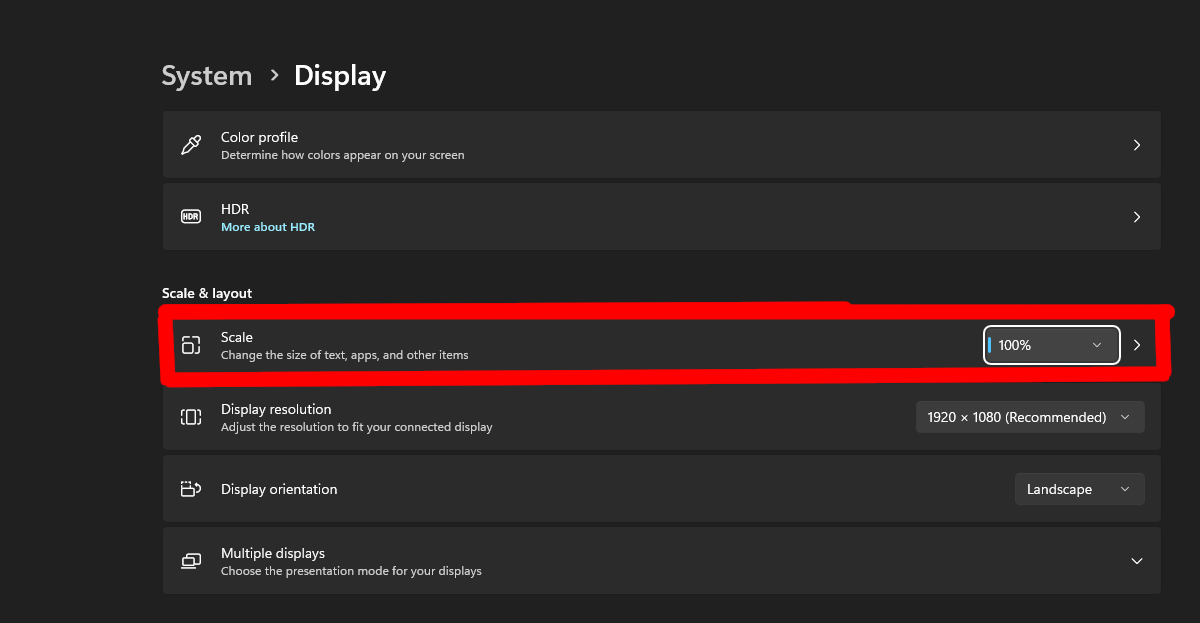 System > Display
Color profile
Determine how colors appear on your screen
HDR
HDR
More about HDR
Scale & layout
Scale
Change the size of text, apps, and other items
100%
Display resolution
Adjust the resolution to fit your connected display
1920 × 1080 (Recommended)
Display orientation
Landscape
Multiple displays
Choose the presentation mode for your displays